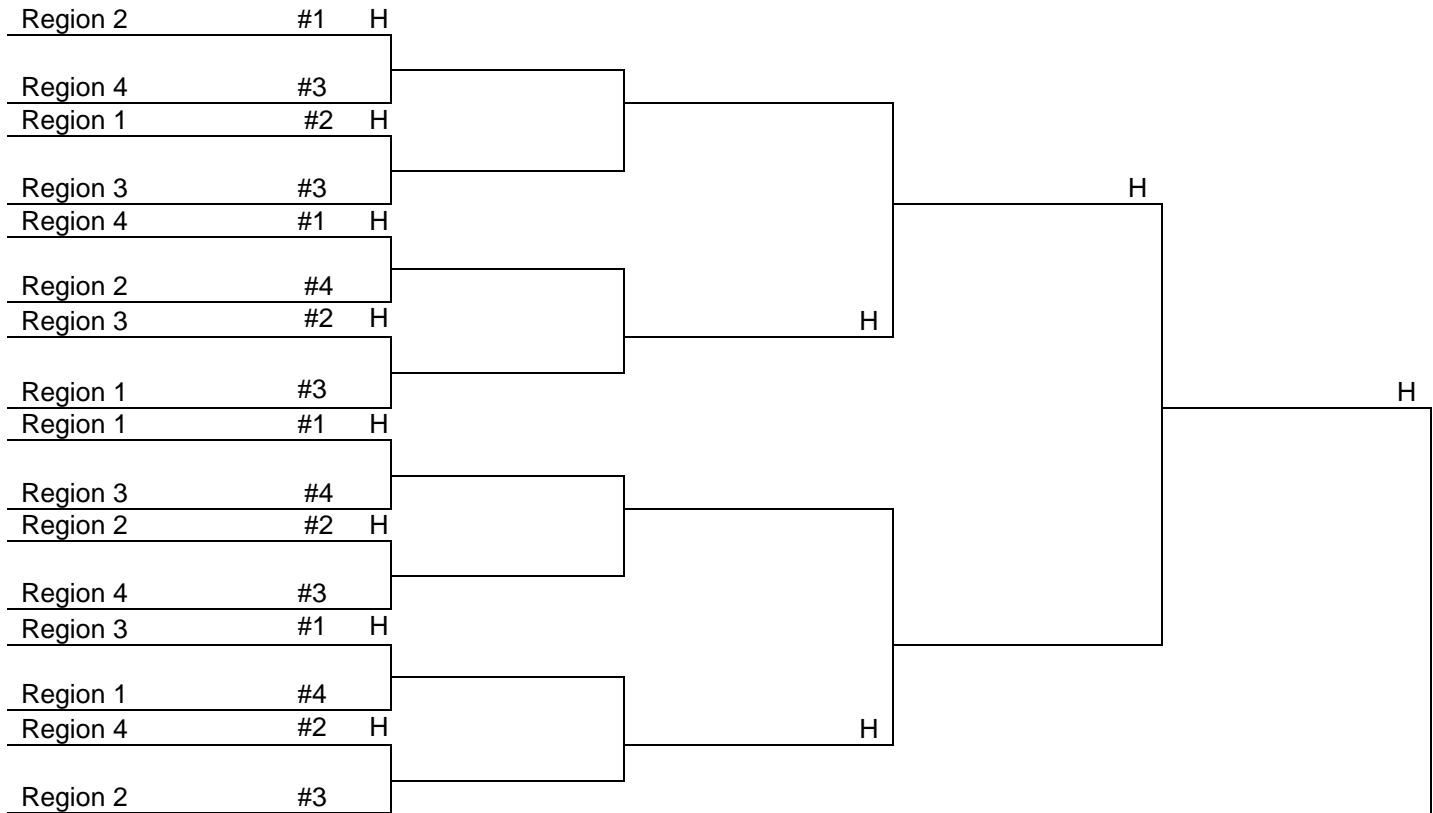 Region 2 #1 H
Region 4 #3
Region 1 #2 H
Region 3 #3 H
Region 4 #1 H
Region 2 #4
Region 3 #2 H H
Region 1 #3 H
Region 1 #1 H
Region 3 #4
Region 2 #2 H
Region 4 #3
Region 3 #1 H
Region 1 #4
Region 4 #2 H H
Region 2 #3